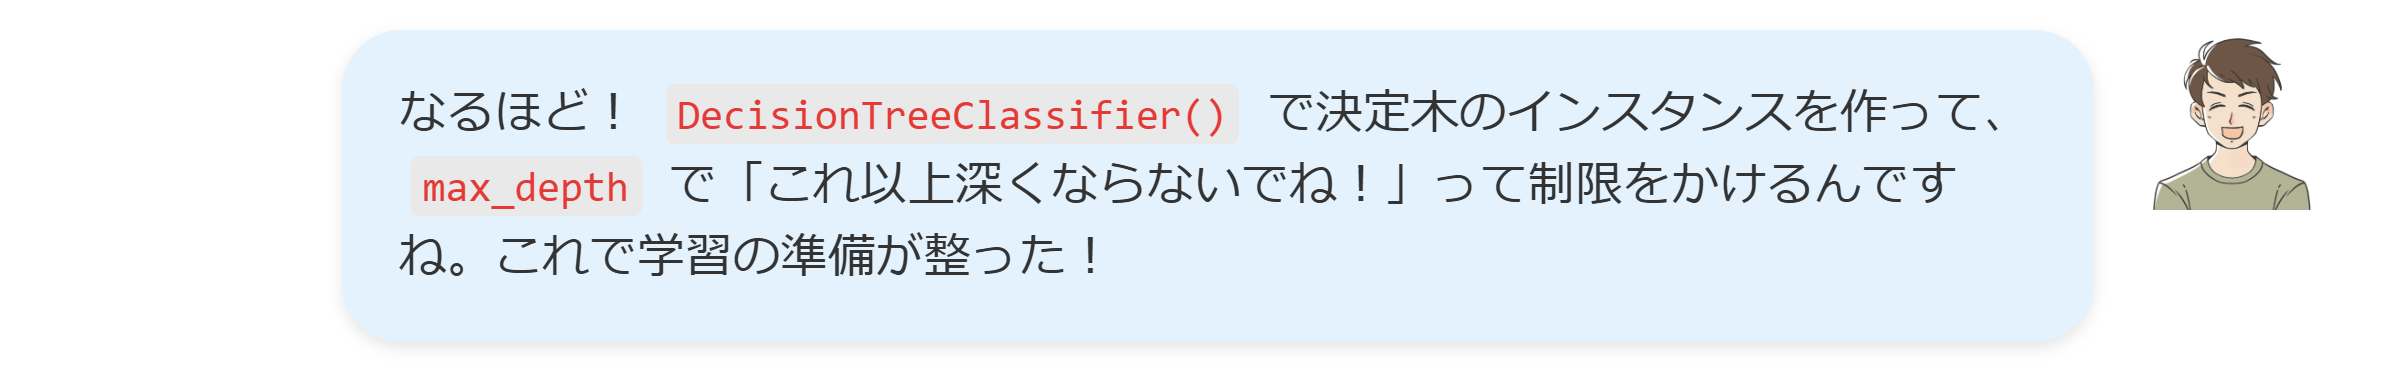 なるほど！ DecisionTreeClassifier() で決定木のインスタンスを作って、
max_depth で「これ以上深くならないでね！」って制限をかけるんです
ね。これで学習の準備が整った！